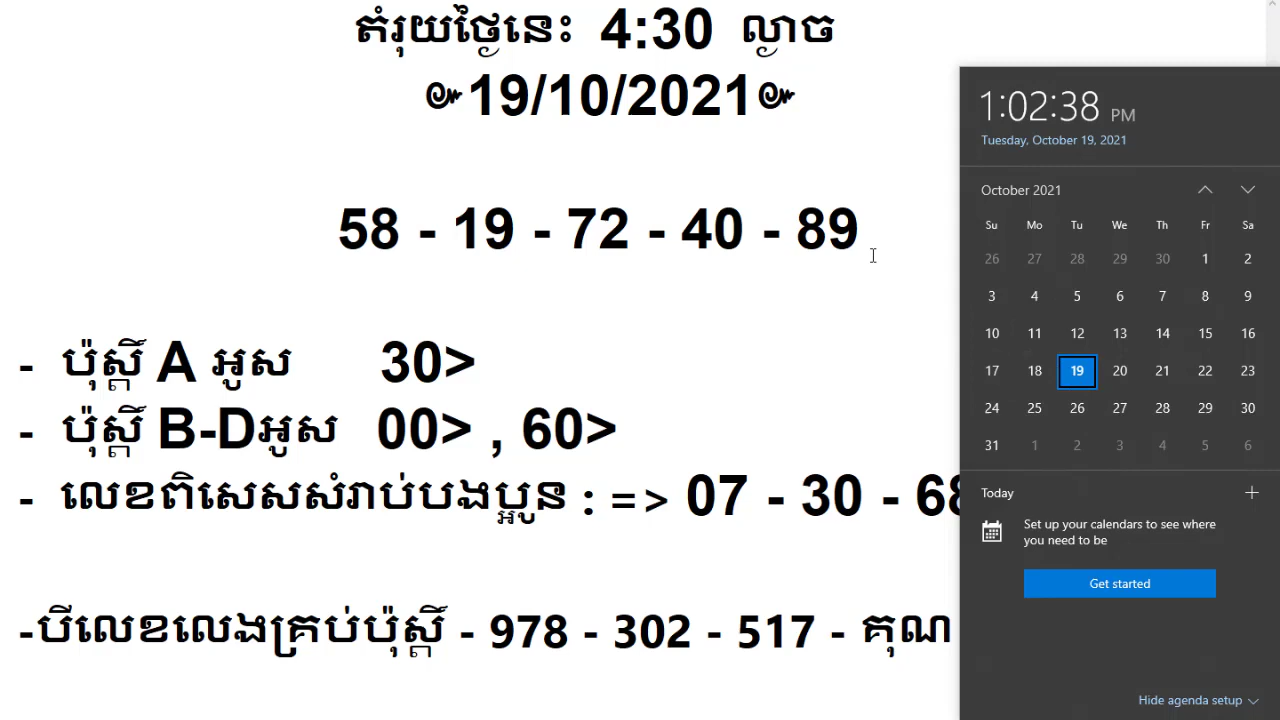 តំរុយថ្ងៃនេះ 4:30 ល្ងាច
๛19/10/2021๛
58 - 19 - 72 - 40 - 89
- ប៉ុស្តិ៍ A អូស 30>
- ប៉ុស្តិ៍ B-Dអូស 00> , 60>
- លេខពិសេសសំរាប់បងប្អូន : => 07 - 30 - 68
-បីលេខលេងគ្រប់ប៉ុស្តិ៍ - 978 - 302 - 517 - គុណ
1:02:38 PM
Tuesday, October 19, 2021
October 2021
Su Mo Tu We Th Fr Sa
26 27 28 29 30 1 2
3 4 5 6 7 8 9
10 11 12 13 14 15 16
17 18 19 20 21 22 23
24 25 26 27 28 29 30
31 1 2 3 4 5 6
Today
Set up your calendars to see where
you need to be
Get started
Hide agenda setup